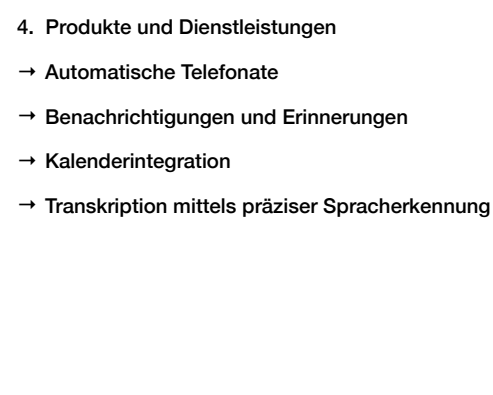 4. Produkte und Dienstleistungen
→ Automatische Telefonate
→ Benachrichtigungen und Erinnerungen
→ Kalenderintegration
→ Transkription mittels präziser Spracherkennung